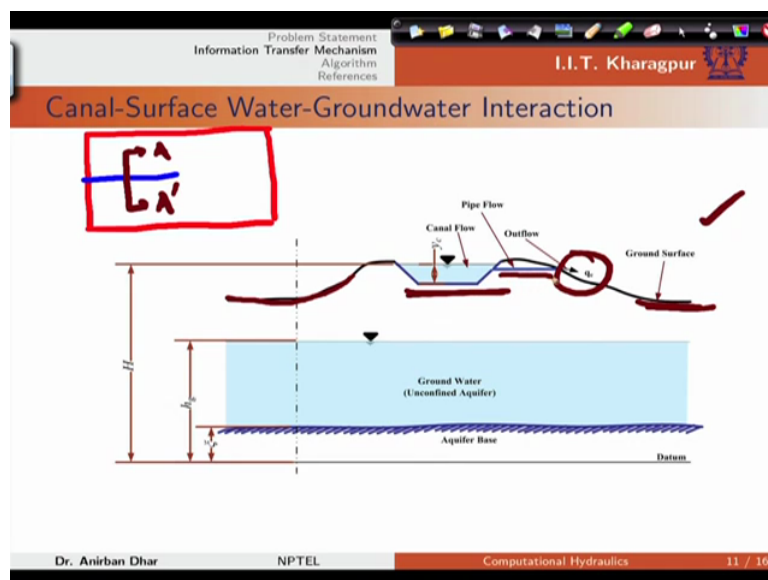 Problem Statement
Information Transfer Mechanism
Algorithm
References
I.I.T. Kharagpur
Canal-Surface Water-Groundwater Interaction
A
A'
Pipe Flow
Canal Flow
y_c
Outflow
Ground Surface
H
Ground Water
(Unconfined Aquifer)
Aquifer Base
Datum
Dr. Anirban Dhar
NPTEL
Computational Hydraulics
11 / 16